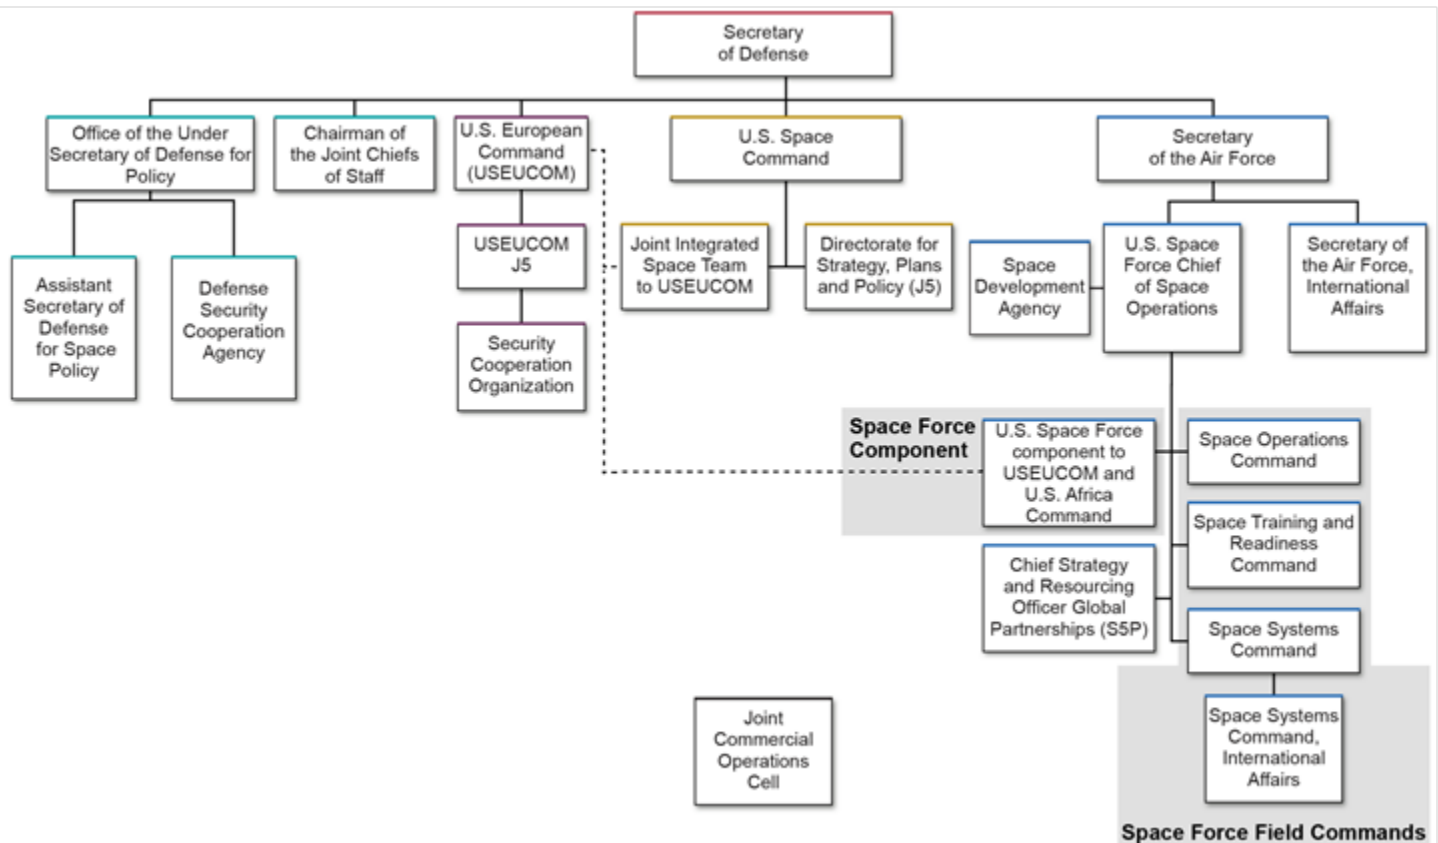 Secretary
of Defense
Office of the Under
Secretary of Defense for
Policy
Chairman of
the Joint Chiefs
of Staff
U.S. European
Command
(USEUCOM)
U.S. Space
Command
Secretary
of the Air Force
Assistant
Secretary of
Defense
for Space
Policy
Defense
Security
Cooperation
Agency
USEUCOM
J5
Security
Cooperation
Organization
Joint Integrated
Space Team
to USEUCOM
Directorate for
Strategy, Plans
and Policy (J5)
Space
Development
Agency
U.S. Space
Force Chief
of Space
Operations
Secretary of
the Air Force,
International
Affairs
Space Force
Component
U.S. Space Force
component to
USEUCOM and
U.S. Africa
Command
Space Operations
Command
Space Training and
Readiness
Command
Chief Strategy
and Resourcing
Officer Global
Partnerships (S5P)
Space Systems
Command
Joint
Commercial
Operations
Cell
Space Systems
Command,
International
Affairs
Space Force Field Commands